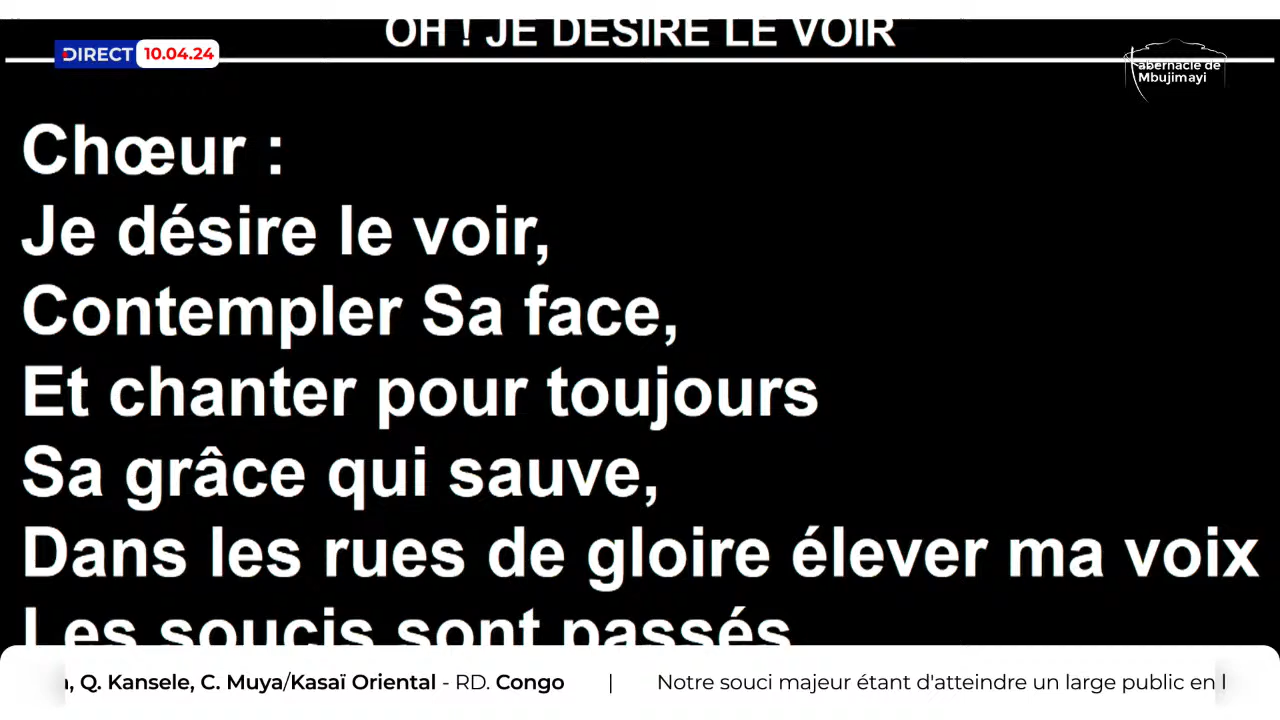 OH ! JE DESIRE LE VOIR
DIRECT 10.04.24
Tabernacle de
Mbujimayi
Chœur :
Je désire le voir,
Contempler Sa face,
Et chanter pour toujours
Sa grâce qui sauve,
Dans les rues de gloire élever ma voix
Les soucis sont passés
Q. Kansele, C. Muya/Kasaï Oriental - RD. Congo | Notre souci majeur étant d'atteindre un large public en